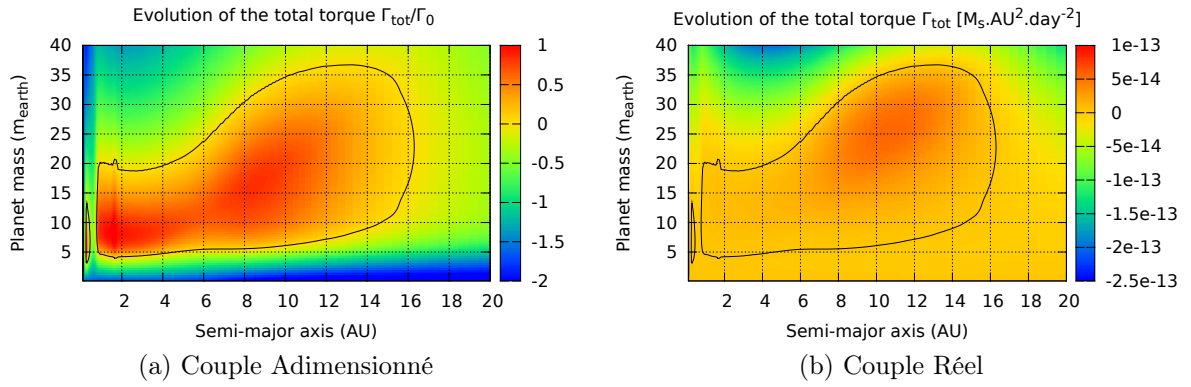 Evolution of the total torque Γtot/Γ0
Planet mass (mearth)
40
35
30
25
20
15
10
5
2 4 6 8 10 12 14 16 18 20
Semi-major axis (AU)
1
0.5
0
-0.5
-1
-1.5
-2
(a) Couple Adimensionné
Evolution of the total torque Γtot [Ms.AU2.day-2]
Planet mass (mearth)
40
35
30
25
20
15
10
5
2 4 6 8 10 12 14 16 18 20
Semi-major axis (AU)
1e-13
5e-14
0
-5e-14
-1e-13
-1.5e-13
-2e-13
-2.5e-13
(b) Couple Réel